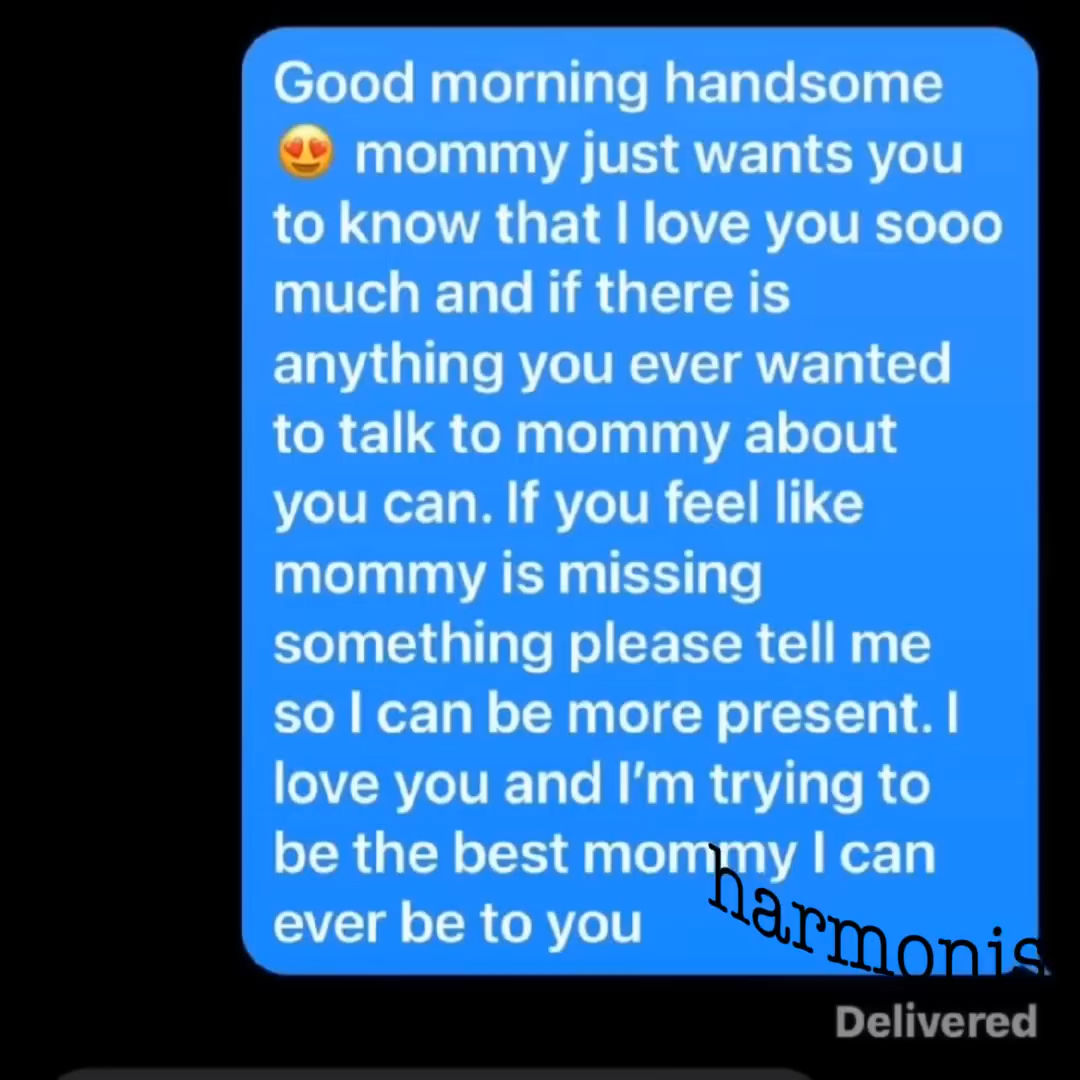 Good morning handsome
😍 mommy just wants you
to know that I love you sooo
much and if there is
anything you ever wanted
to talk to mommy about
you can. If you feel like
mommy is missing
something please tell me
so I can be more present. I
love you and I’m trying to
be the best mommy I can
ever be to you
harmonis
Delivered